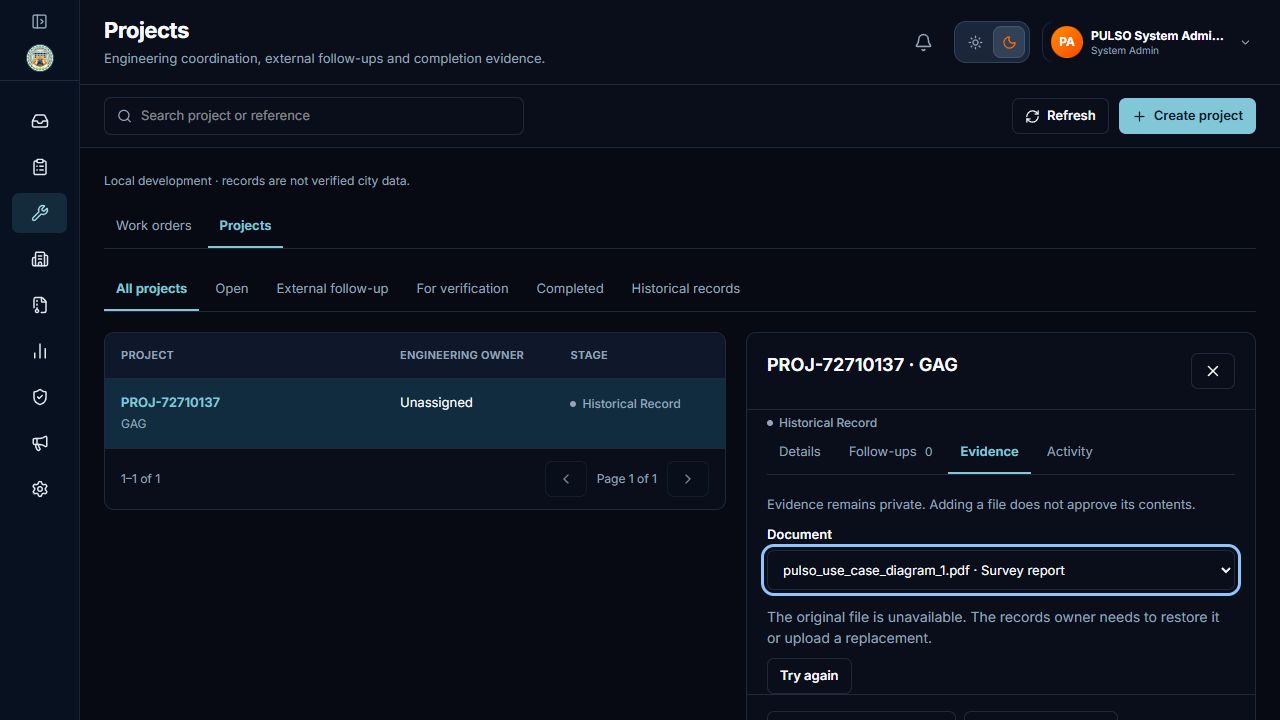 Projects
Engineering coordination, external follow-ups and completion evidence.
PA
PULSO System Admi...
System Admin
Search project or reference
Refresh
Create project
Local development · records are not verified city data.
Work orders
Projects
All projects
Open
External follow-up
For verification
Completed
Historical records
PROJECT
ENGINEERING OWNER
STAGE
PROJ-72710137
Unassigned
Historical Record
GAG
1–1 of 1
Page 1 of 1
PROJ-72710137 · GAG
Historical Record
Details
Follow-ups 0
Evidence
Activity
Evidence remains private. Adding a file does not approve its contents.
Document
pulso_use_case_diagram_1.pdf · Survey report
The original file is unavailable. The records owner needs to restore it
or upload a replacement.
Try again